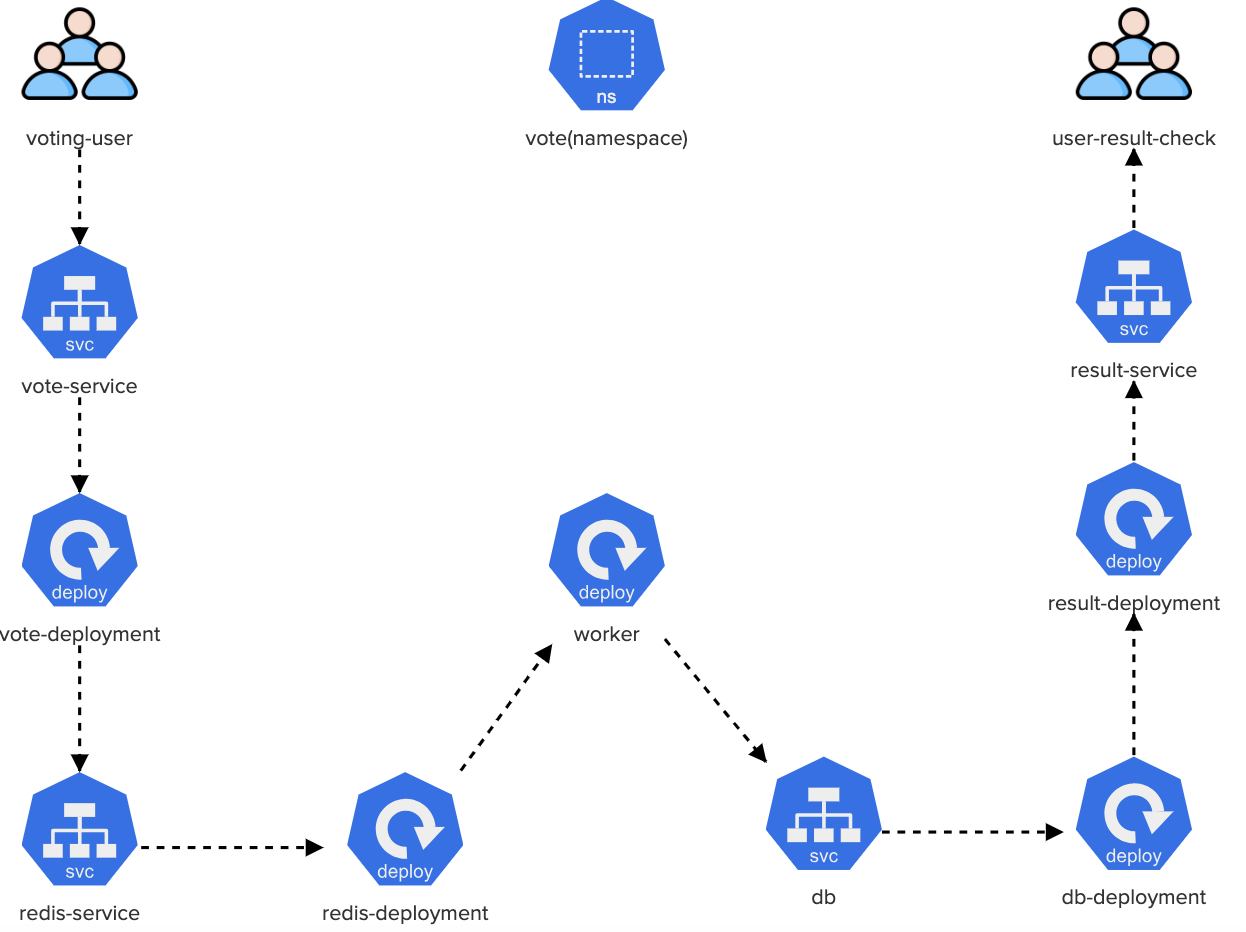 ns
voting-user
vote(namespace)
user-result-check
svc
vote-service
svc
result-service
deploy
vote-deployment
deploy
worker
deploy
result-deployment
svc
redis-service
deploy
redis-deployment
svc
db
deploy
db-deployment